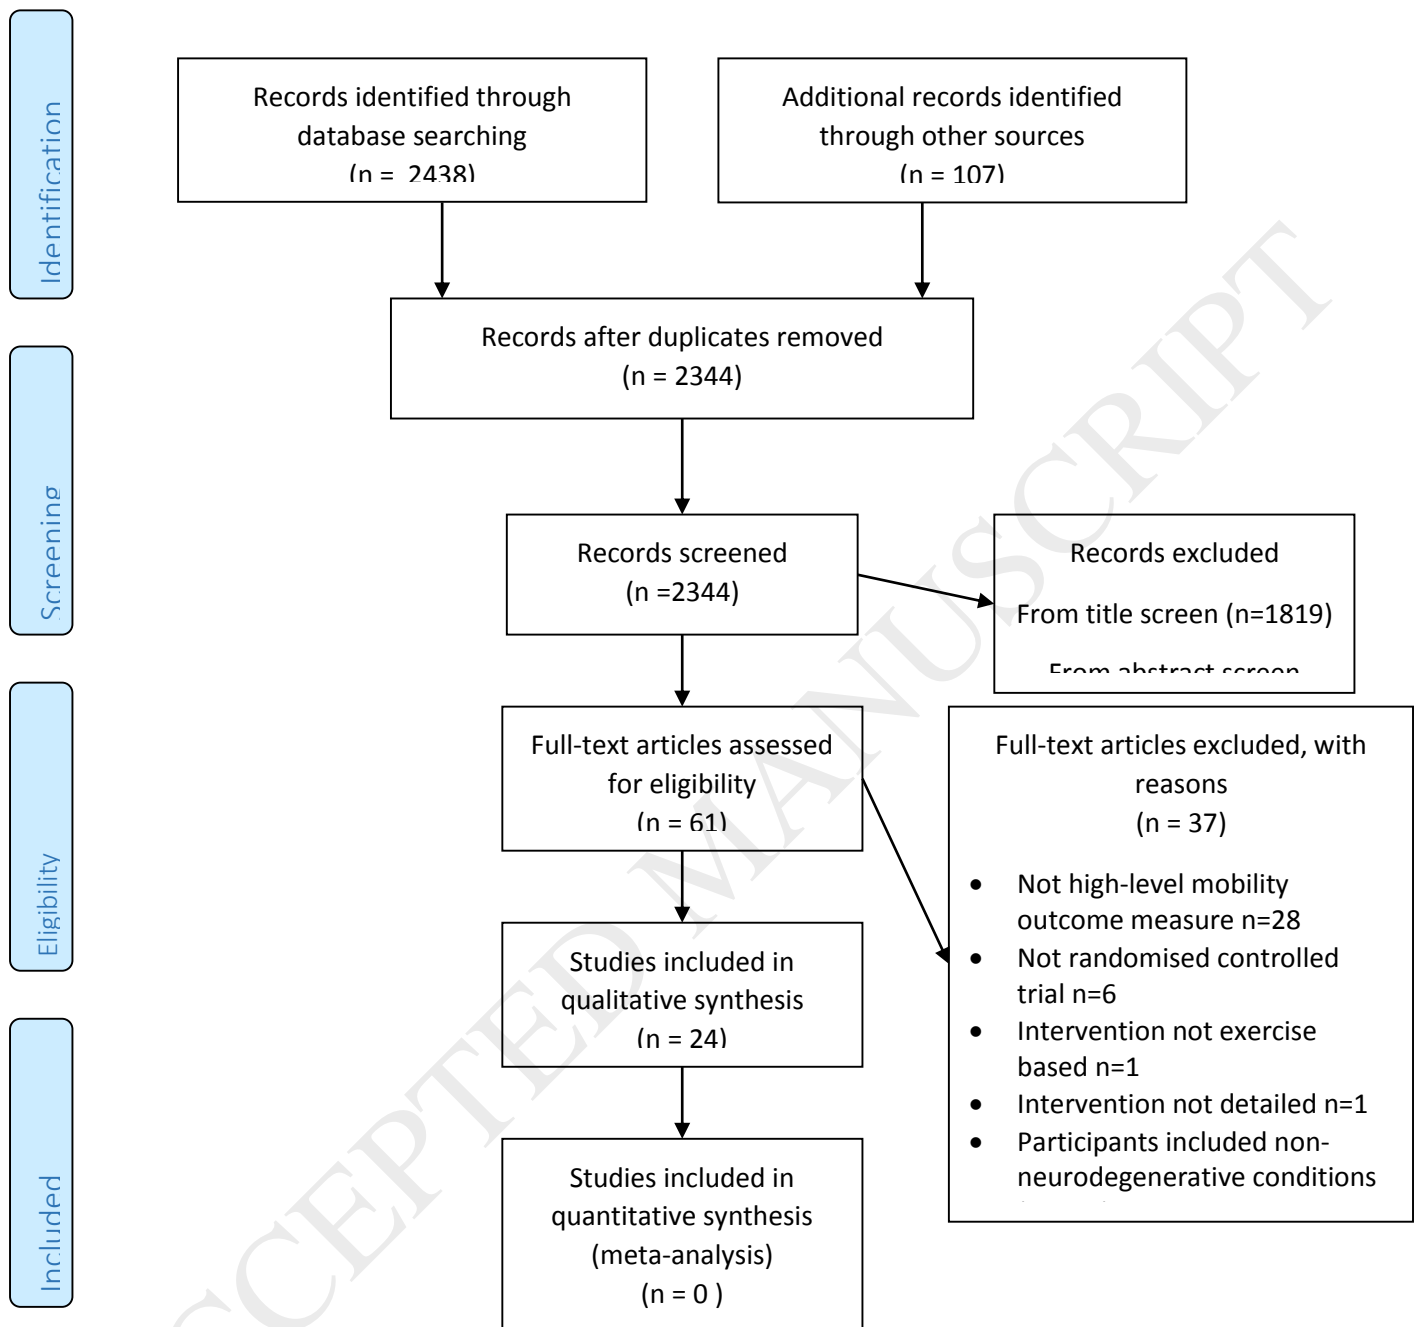 Identification
Records identified through
database searching
(n = 2438)
Additional records identified
through other sources
(n = 107)
Records after duplicates removed
(n = 2344)
Screening
Records screened
(n =2344)
Records excluded
From title screen (n=1819)
From abstract screen
Eligibility
Full-text articles assessed
for eligibility
(n = 61)
Full-text articles excluded, with
reasons
(n = 37)
• Not high-level mobility
outcome measure n=28
• Not randomised controlled
trial n=6
• Intervention not exercise
based n=1
• Intervention not detailed n=1
• Participants included non-
neurodegenerative conditions
Studies included in
qualitative synthesis
(n = 24)
Included
Studies included in
quantitative synthesis
(meta-analysis)
(n = 0 )
CCEPTED MANUSCRIPT